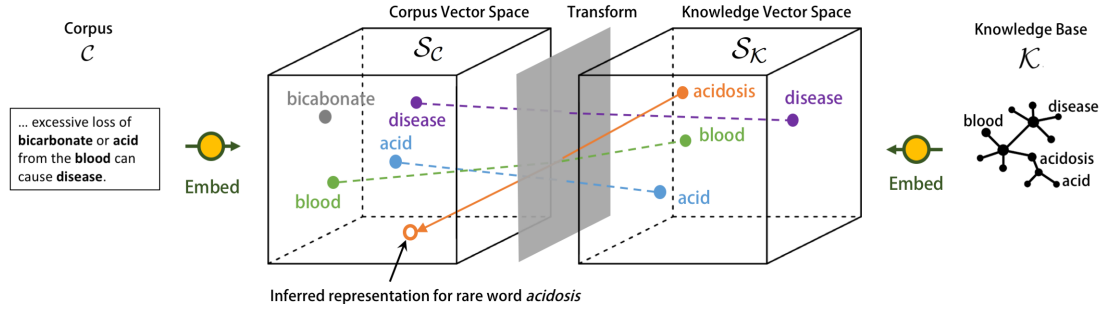 Corpus
C
... excessive loss of
bicarbonate or acid
from the blood can
cause disease.
Embed
Corpus Vector Space
Transform
Knowledge Vector Space
S_C
S_K
bicabonate
disease
acid
blood
acidosis
disease
blood
acid
Inferred representation for rare word acidosis
Embed
Knowledge Base
K
disease
blood
acidosis
acid